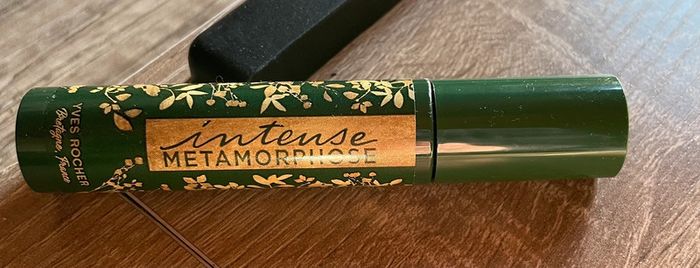 YVES ROCHER
Bretagne, France
intense
METAMORPHOSE